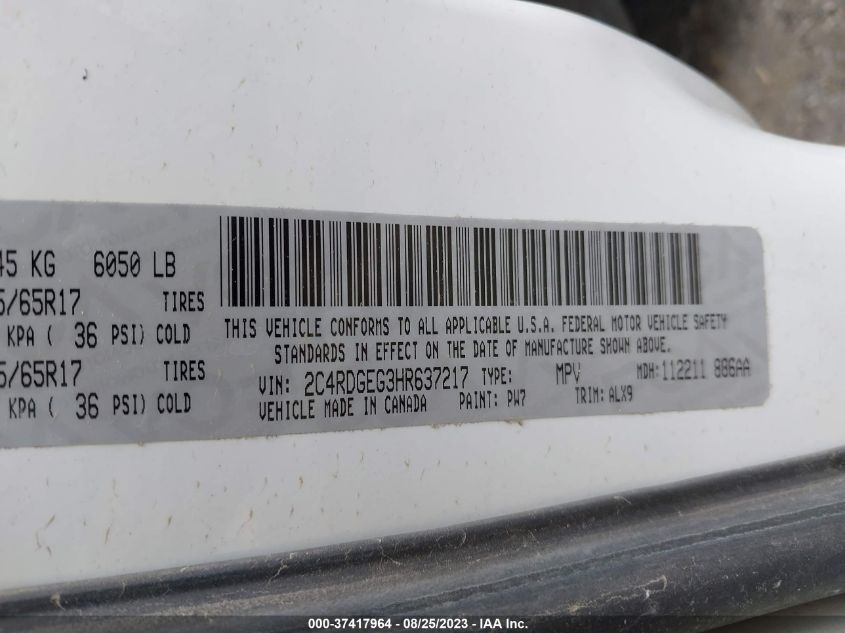 45 KG 6050 LB
5/65R17 TIRES
KPA ( 36 PSI) COLD
5/65R17 TIRES
KPA ( 36 PSI) COLD
THIS VEHICLE CONFORMS TO ALL APPLICABLE U.S.A. FEDERAL MOTOR VEHICLE SAFETY
STANDARDS IN EFFECT ON THE DATE OF MANUFACTURE SHOWN ABOVE.
VIN: 2C4RDGEG3HR637217 TYPE: MPV MDH: 112211 886AA
VEHICLE MADE IN CANADA PAINT: PW7 TRIM: ALX9
000-37417964 - 08/25/2023 - IAA Inc.